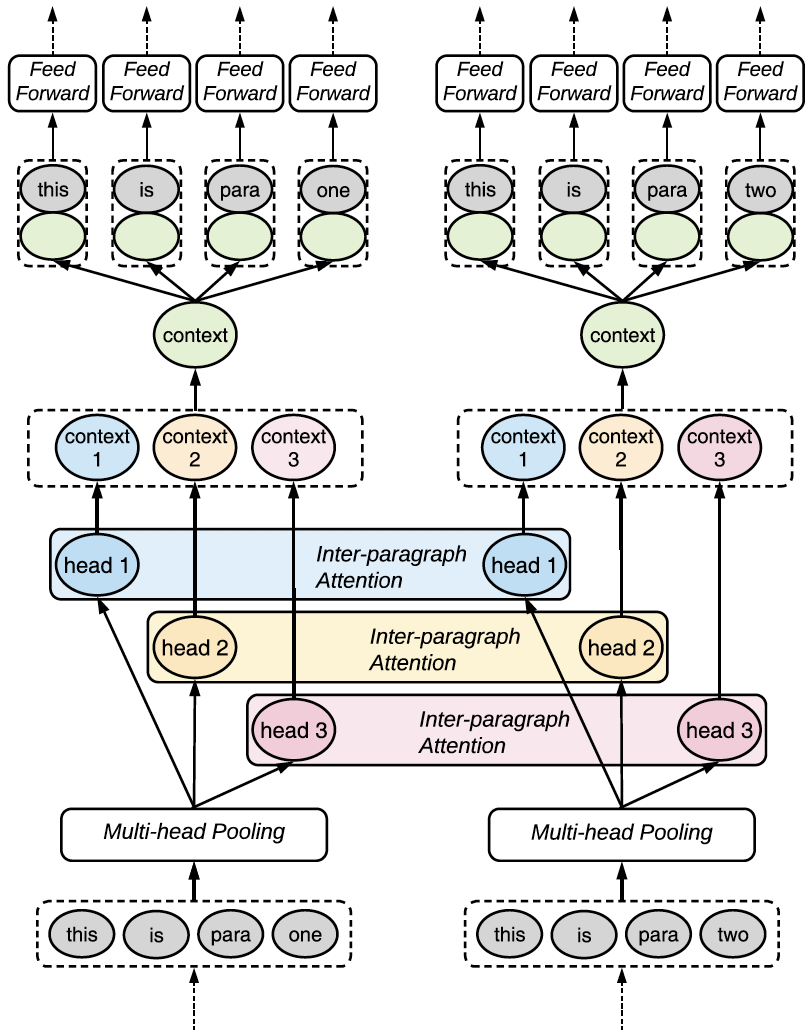 Feed
Forward
Feed
Forward
Feed
Forward
Feed
Forward
Feed
Forward
Feed
Forward
Feed
Forward
Feed
Forward
this
is
para
one
this
is
para
two
context
context
context
1
context
2
context
3
context
1
context
2
context
3
head 1
Inter-paragraph
Attention
head 1
head 2
Inter-paragraph
Attention
head 2
head 3
Inter-paragraph
Attention
head 3
Multi-head Pooling
Multi-head Pooling
this
is
para
one
this
is
para
two